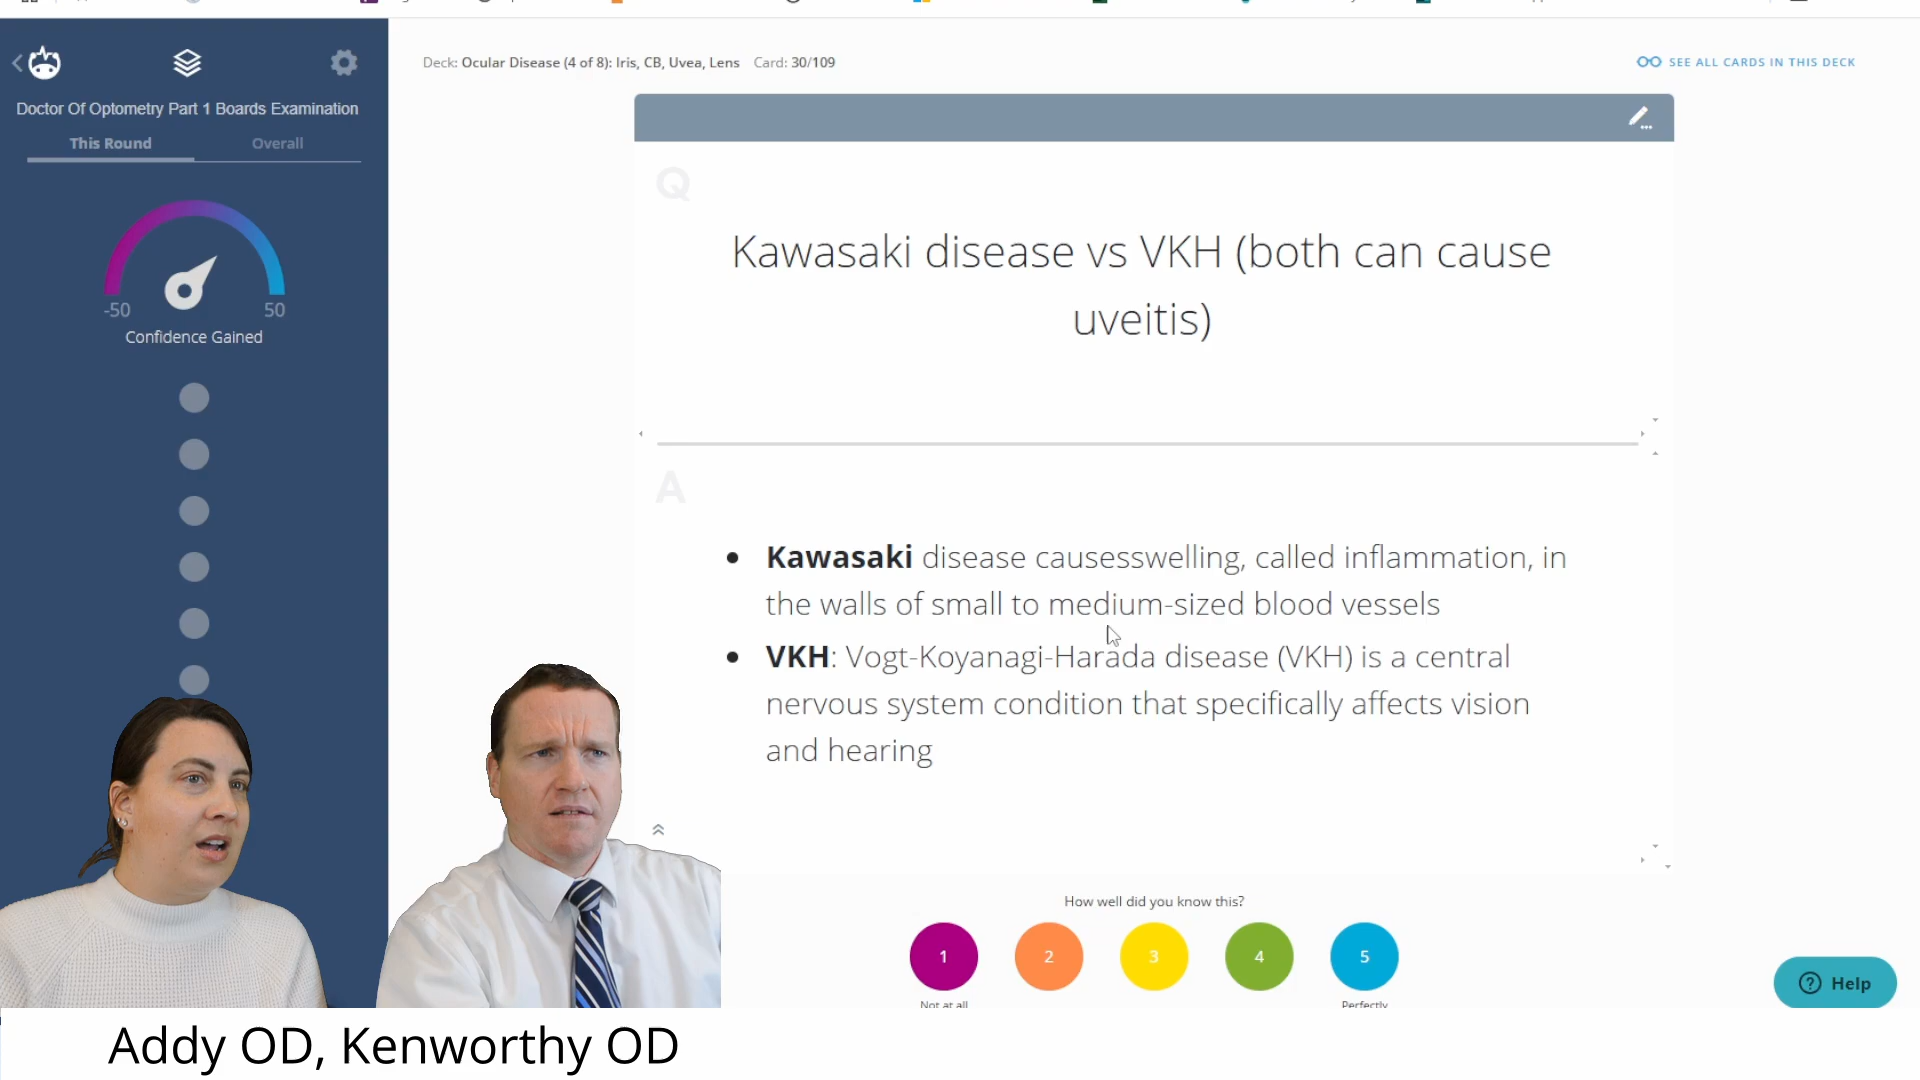 Deck: Ocular Disease (4 of 8): Iris, CB, Uvea, Lens Card: 30/109
SEE ALL CARDS IN THIS DECK
Doctor Of Optometry Part 1 Boards Examination
This Round Overall
-50 50
Confidence Gained
Q
Kawasaki disease vs VKH (both can cause
uveitis)
A
• Kawasaki disease causesswelling, called inflammation, in
the walls of small to medium-sized blood vessels
• VKH: Vogt-Koyanagi-Harada disease (VKH) is a central
nervous system condition that specifically affects vision
and hearing
How well did you know this?
1 2 3 4 5
Not at all Perfectly
? Help
Addy OD, Kenworthy OD